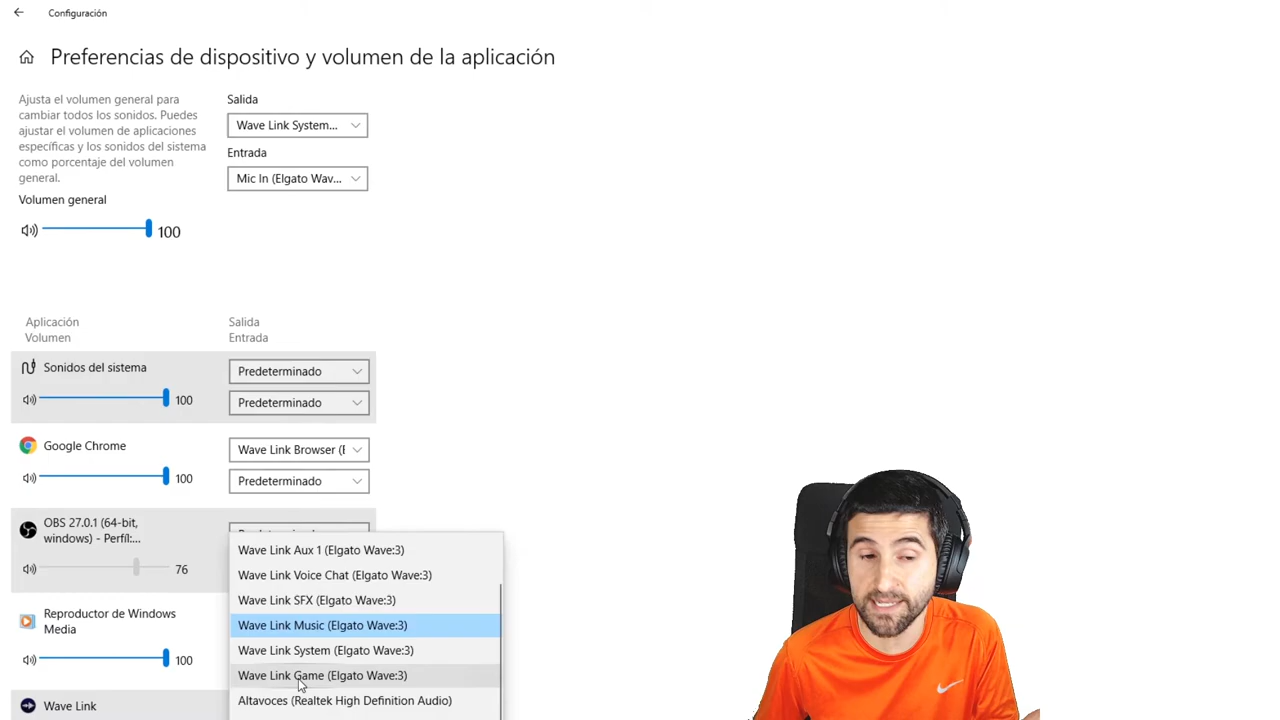 Configuración
Preferencias de dispositivo y volumen de la aplicación
Ajusta el volumen general para
cambiar todos los sonidos. Puedes
ajustar el volumen de aplicaciones
específicas y los sonidos del sistema
como porcentaje del volumen
general.
Volumen general
100
Salida
Wave Link System...
Entrada
Mic In (Elgato Wav...
Aplicación
Volumen
Salida
Entrada
Sonidos del sistema
100
Predeterminado
Predeterminado
Google Chrome
100
Wave Link Browser (E
Predeterminado
OBS 27.0.1 (64-bit,
windows) - Perfil:...
76
Wave Link Aux 1 (Elgato Wave:3)
Wave Link Voice Chat (Elgato Wave:3)
Wave Link SFX (Elgato Wave:3)
Wave Link Music (Elgato Wave:3)
Wave Link System (Elgato Wave:3)
Wave Link Game (Elgato Wave:3)
Altavoces (Realtek High Definition Audio)
Reproductor de Windows
Media
100
Wave Link